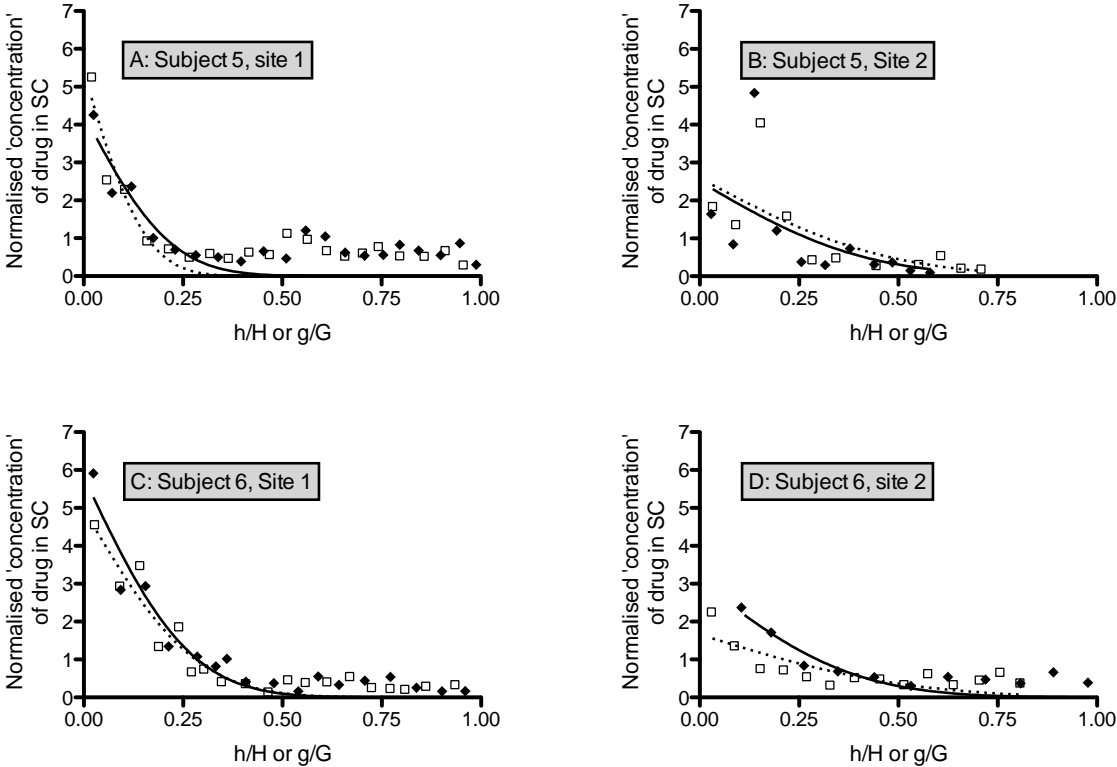 7
6
5
4
3
2
1
0
Normalised 'concentration'
of drug in SC
A: Subject 5, site 1
0.00 0.25 0.50 0.75 1.00
h/H or g/G
7
6
5
4
3
2
1
0
Normalised 'concentration'
of drug in SC
B: Subject 5, Site 2
0.00 0.25 0.50 0.75 1.00
h/H or g/G
7
6
5
4
3
2
1
0
Normalised 'concentration'
of drug in SC
C: Subject 6, Site 1
0.00 0.25 0.50 0.75 1.00
h/H or g/G
7
6
5
4
3
2
1
0
Normalised 'concentration'
of drug in SC
D: Subject 6, site 2
0.00 0.25 0.50 0.75 1.00
h/H or g/G